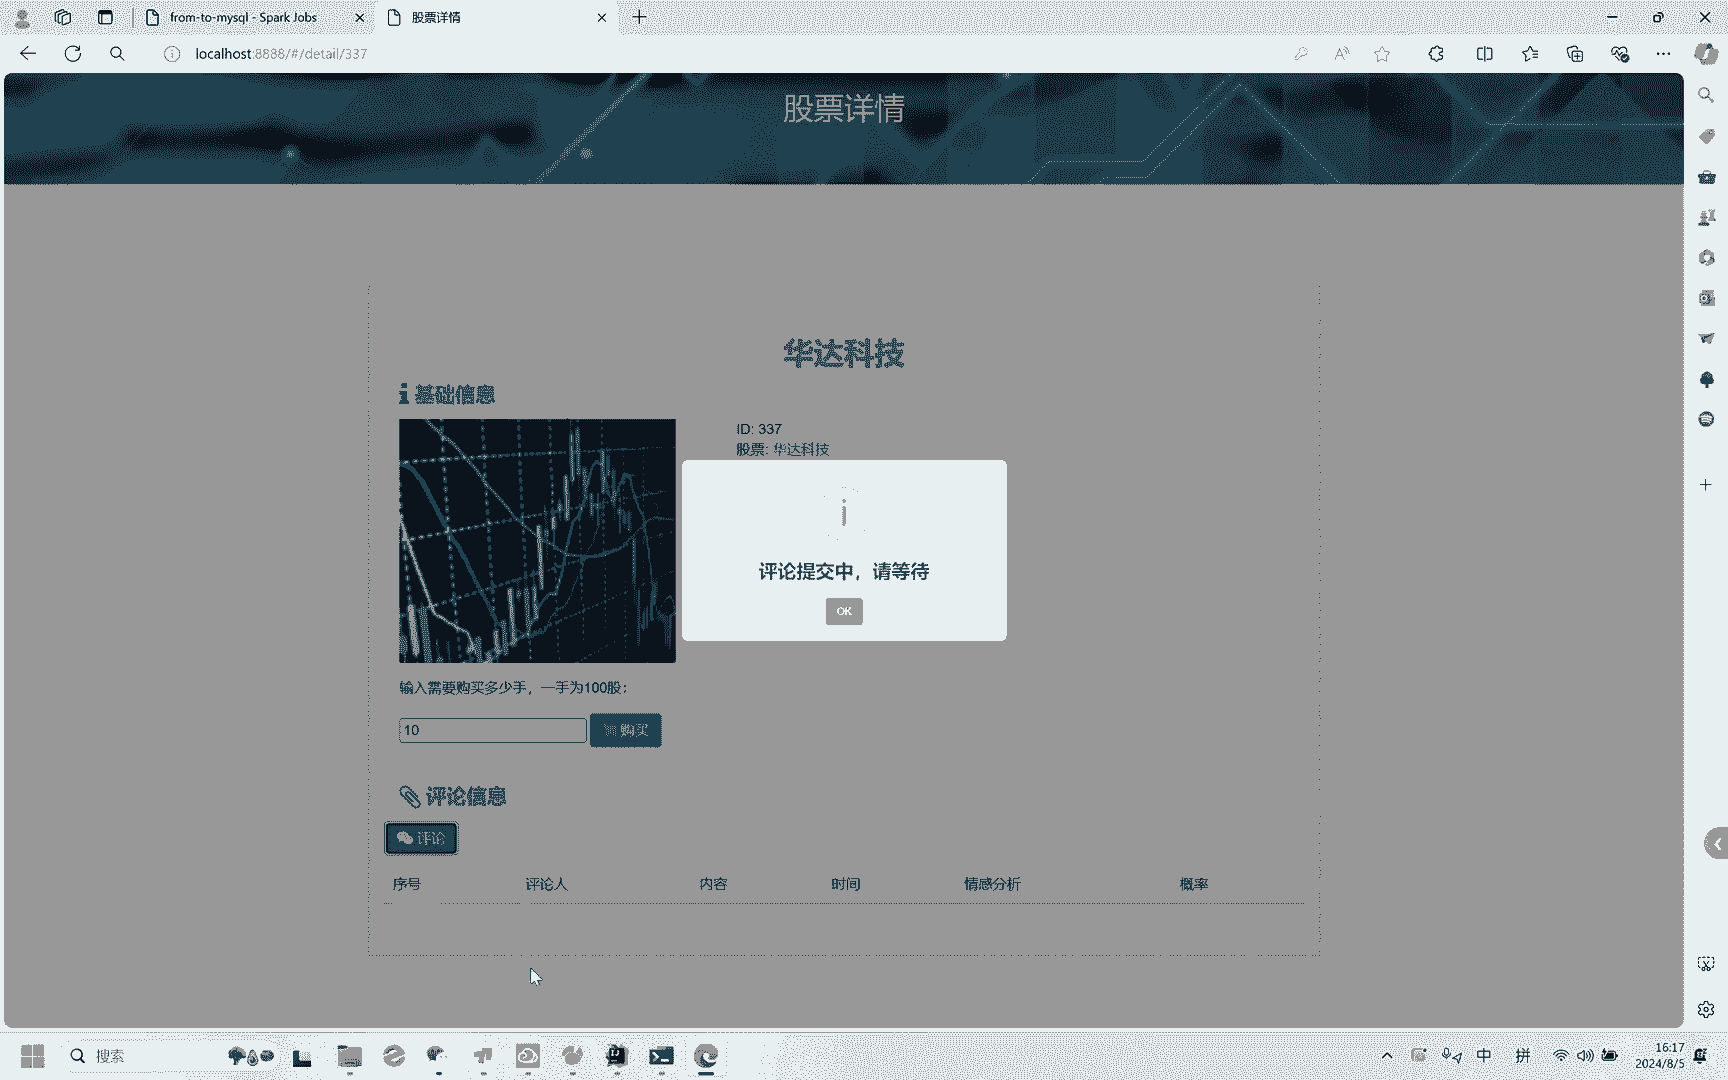 from-to-mysql - Spark Jobs
股票详情
localhost:8888/#/detail/337
股票详情
华达科技
基础信息
ID: 337
股票: 华达科技
评论提交中，请等待
OK
输入需要购买多少手，一手为100股：
10
购买
评论信息
评论
序号 评论人 内容 时间 情感分析 概率
搜索
中
拼
16:17
2024/8/5